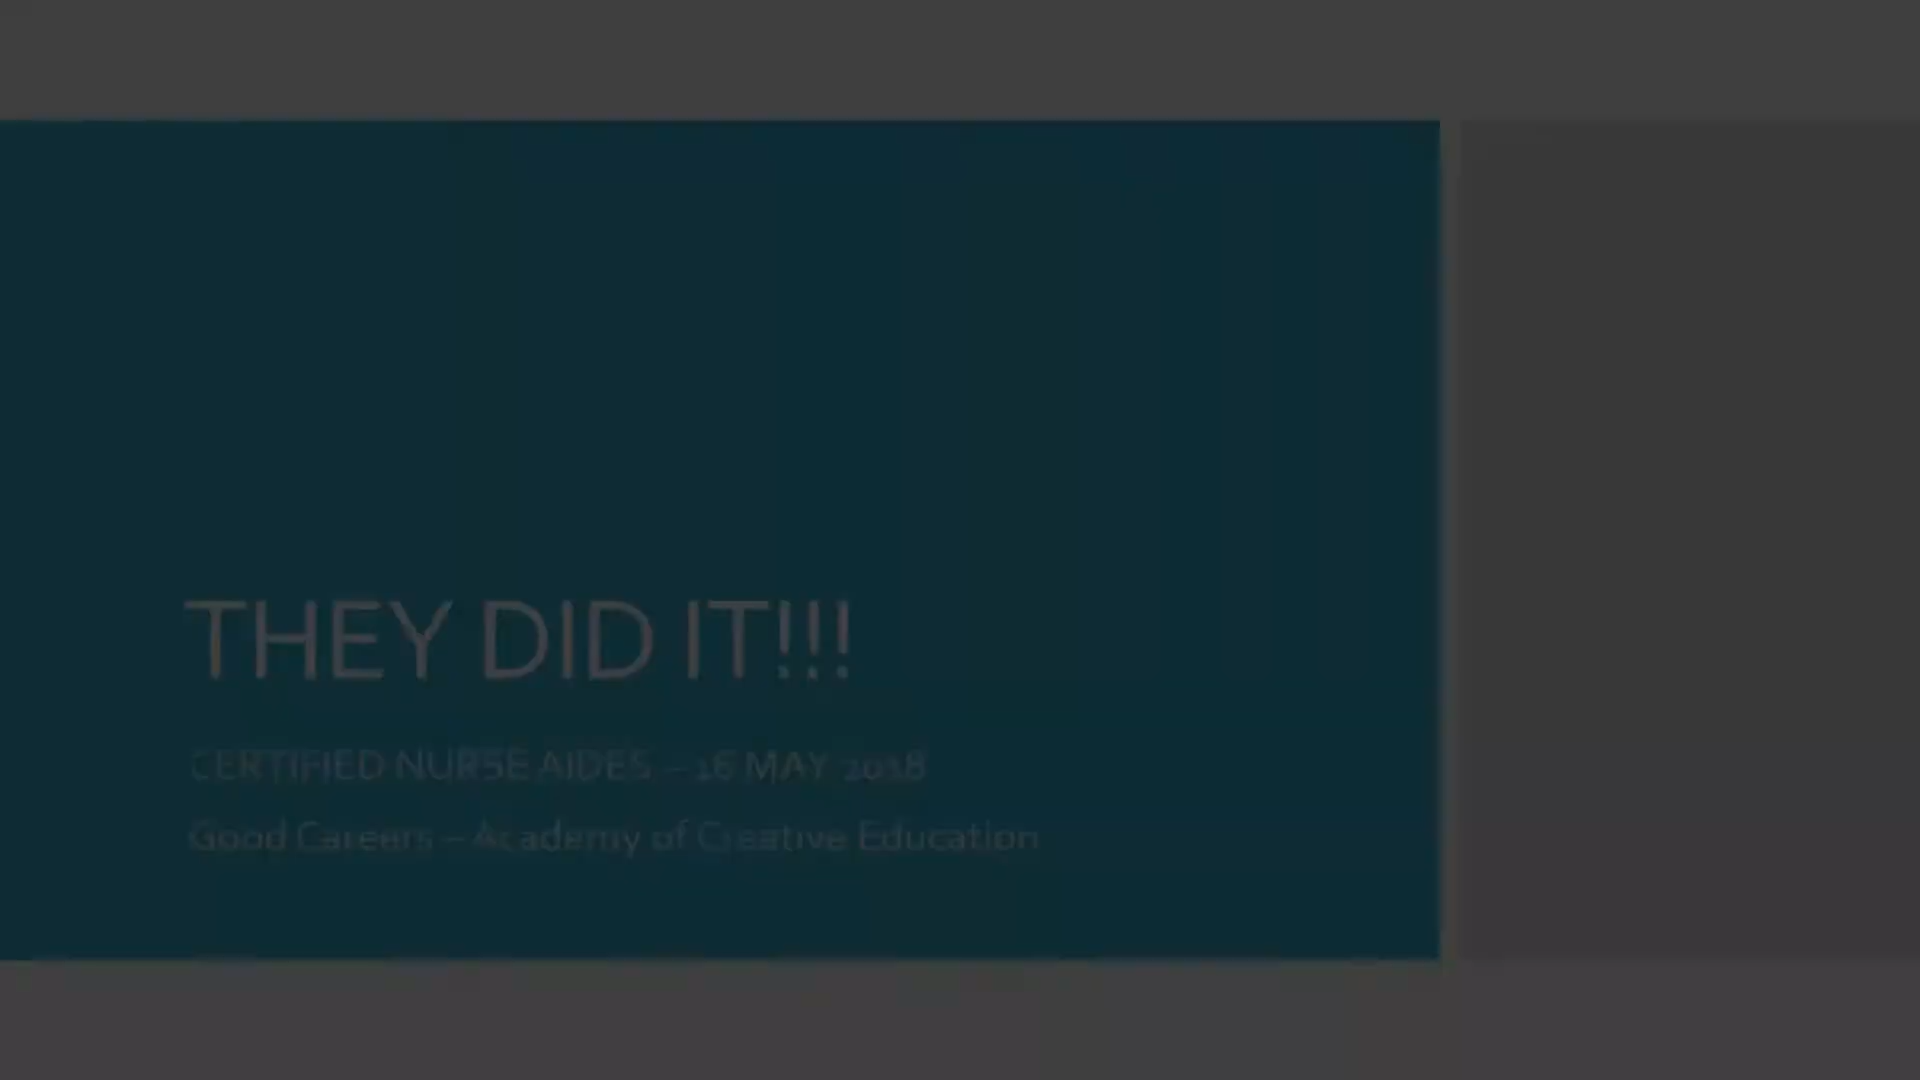 THEY DID IT!!!
CERTIFIED NURSE AIDES – 16 MAY 2018
Good Careers – Academy of Creative Education